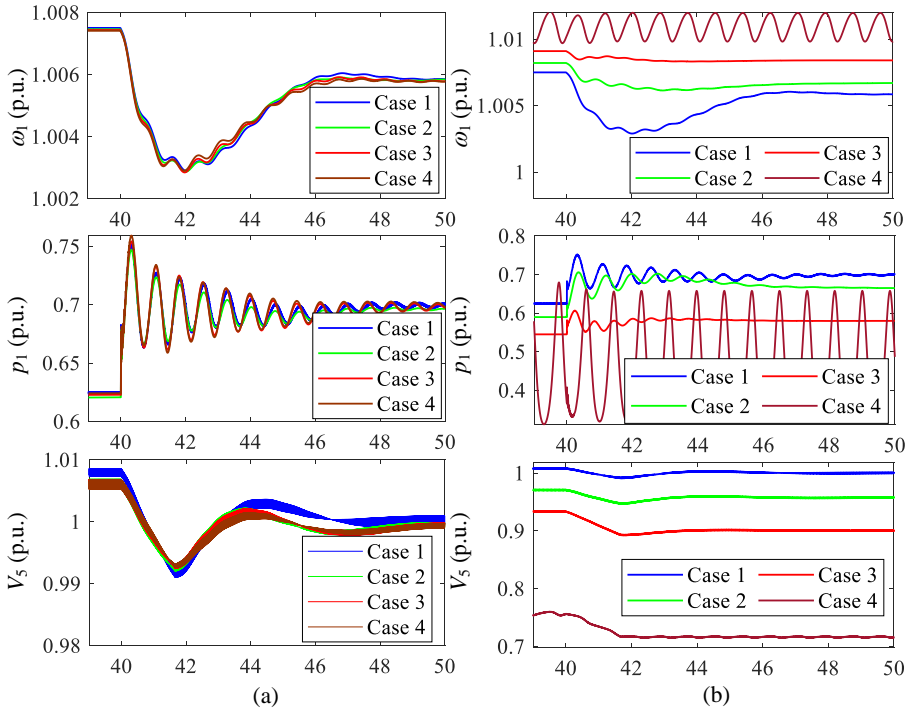 1.008
1.006
1.004
1.002
ω1 (p.u.)
Case 1
Case 2
Case 3
Case 4
40 42 44 46 48 50
0.75
0.7
0.65
0.6
p1 (p.u.)
Case 1
Case 2
Case 3
Case 4
40 42 44 46 48 50
1.01
1
0.99
0.98
V5 (p.u.)
Case 1
Case 2
Case 3
Case 4
40 42 44 46 48 50
(a)
1.01
1.005
1
ω1 (p.u.)
Case 1 Case 3
Case 2 Case 4
40 42 44 46 48 50
0.8
0.7
0.6
0.5
0.4
p1 (p.u.)
Case 1 Case 3
Case 2 Case 4
40 42 44 46 48 50
1
0.9
0.8
0.7
V5 (p.u.)
Case 1 Case 3
Case 2 Case 4
40 42 44 46 48 50
(b)